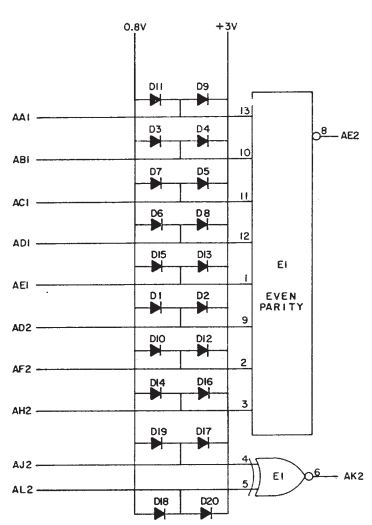 0.8V +3V
D11 D9
AA1 13
8 AE2
D3 D4
AB1 10
D7 D5
AC1 11
D6 D8
AD1 12
D15 D13
AE1 1
E1
EVEN
PARITY
D1 D2
AD2 9
D10 D12
AF2 2
D14 D16
AH2 3
D19 D17
AJ2 4
E1 6 AK2
AL2 5
D18 D20